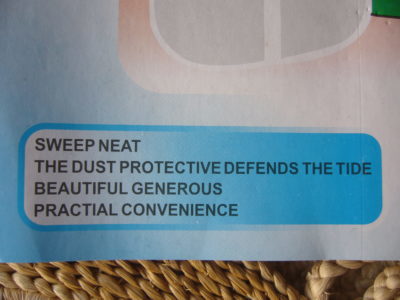 SWEEP NEAT
THE DUST PROTECTIVE DEFENDS THE TIDE
BEAUTIFUL GENEROUS
PRACTIAL CONVENIENCE